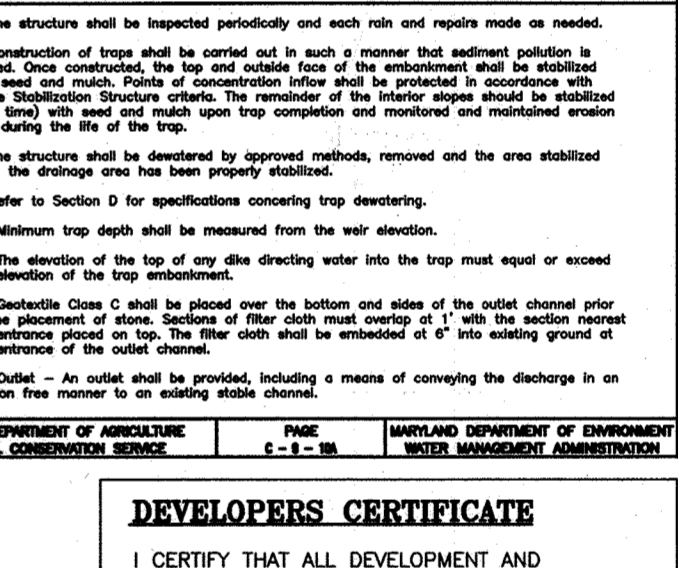 he structure shall be inspected periodically and each rain and repairs made as needed.
onstruction of traps shall be carried out in such a manner that sediment pollution is
ed. Once constructed, the top and outside face of the embankment shall be stabilized
seed and mulch. Points of concentration inflow shall be protected in accordance with
e Stabilization Structure criteria. The remainder of the interior slopes should be stabilized
time) with seed and mulch upon trap completion and monitored and maintained erosion
during the life of the trap.
he structure shall be dewatered by approved methods, removed and the area stabilized
the drainage area has been properly stabilized.
efer to Section D for specifications concering trap dewatering.
Minimum trap depth shall be measured from the weir elevation.
The elevation of the top of any dike directing water into the trap must equal or exceed
elevation of the trap embankment.
Geotextile Class C shall be placed over the bottom and sides of the outlet channel prior
he placement of stone. Sections of filter cloth must overlap at 1' with the section nearest
entrance placed on top. The filter cloth shall be embedded at 6" into existing ground at
entrance of the outlet channel.
Outlet – An outlet shall be provided, including a means of conveying the discharge in an
on free manner to an existing stable channel.
EPARTMENT OF AGRICULTURE PAGE MARYLAND DEPARTMENT OF ENVIRONMENT
CONSERVATION SERVICE C - 9 - 10A WATER MANAGEMENT ADMINISTRATION
DEVELOPERS CERTIFICATE
I CERTIFY THAT ALL DEVELOPMENT AND